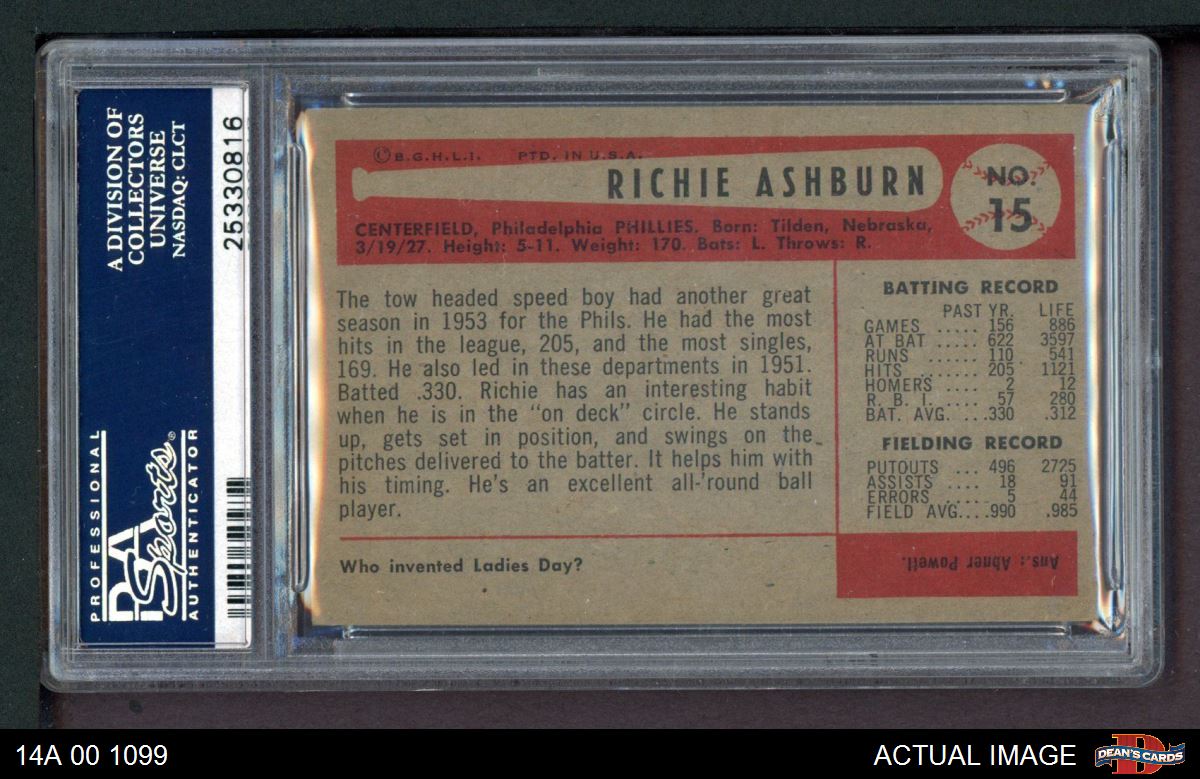 A DIVISION OF
COLLECTORS
UNIVERSE
NASDAQ: CLCT
25330816
PROFESSIONAL
PSA
Sports®
AUTHENTICATOR
©B.G.H.L.I. PTD. IN U.S.A.
RICHIE ASHBURN
NO.
15
CENTERFIELD, Philadelphia PHILLIES. Born: Tilden, Nebraska,
3/19/27. Height: 5-11. Weight: 170. Bats: L. Throws: R.
The tow headed speed boy had another great
season in 1953 for the Phils. He had the most
hits in the league, 205, and the most singles,
169. He also led in these departments in 1951.
Batted .330. Richie has an interesting habit
when he is in the "on deck" circle. He stands
up, gets set in position, and swings on the
pitches delivered to the batter. It helps him with
his timing. He's an excellent all-'round ball
player.
Who invented Ladies Day?
BATTING RECORD
PAST YR. LIFE
GAMES ..... 156 886
AT BAT ..... 622 3597
RUNS ...... 110 541
HITS ....... 205 1121
HOMERS .... 2 12
R. B. I. .... 57 280
BAT. AVG....330 .312
FIELDING RECORD
PUTOUTS ... 496 2725
ASSISTS .... 18 91
ERRORS ..... 5 44
FIELD AVG....990 .985
Ans.: Abner Powell.
14A 00 1099
ACTUAL IMAGE
D
DEAN'S CARDS